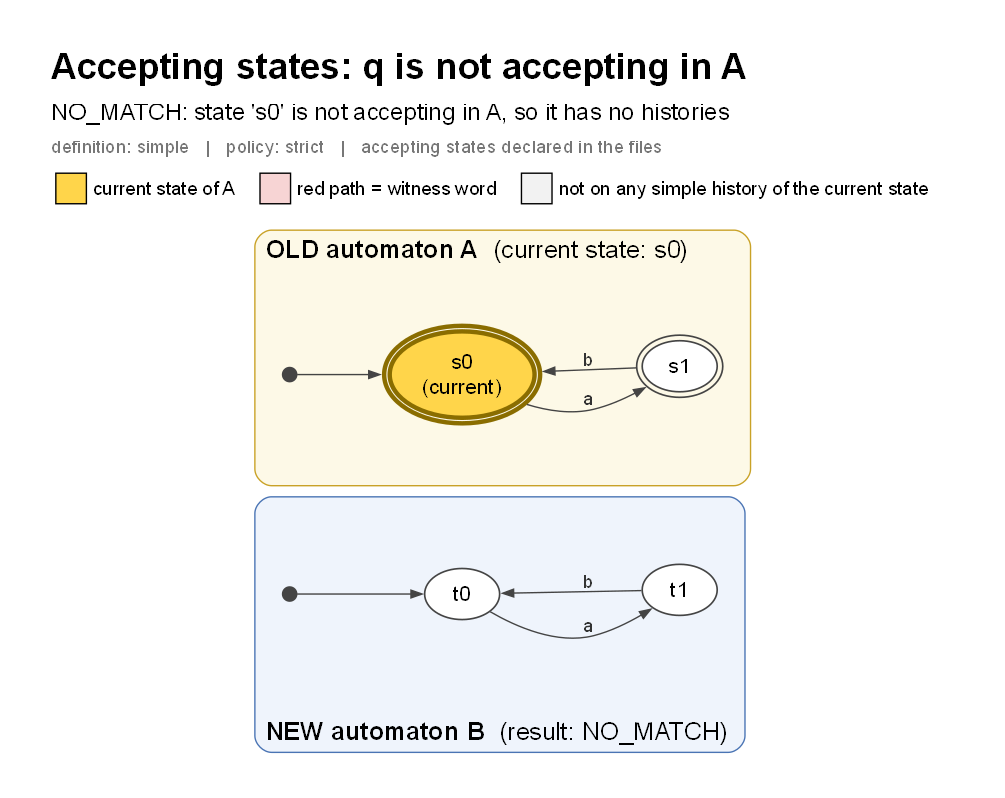 Accepting states: q is not accepting in A
NO_MATCH: state 's0' is not accepting in A, so it has no histories
definition: simple | policy: strict | accepting states declared in the files
current state of A red path = witness word not on any simple history of the current state
OLD automaton A (current state: s0)
s0
(current)
b
a
s1
t0
b
a
t1
NEW automaton B (result: NO_MATCH)